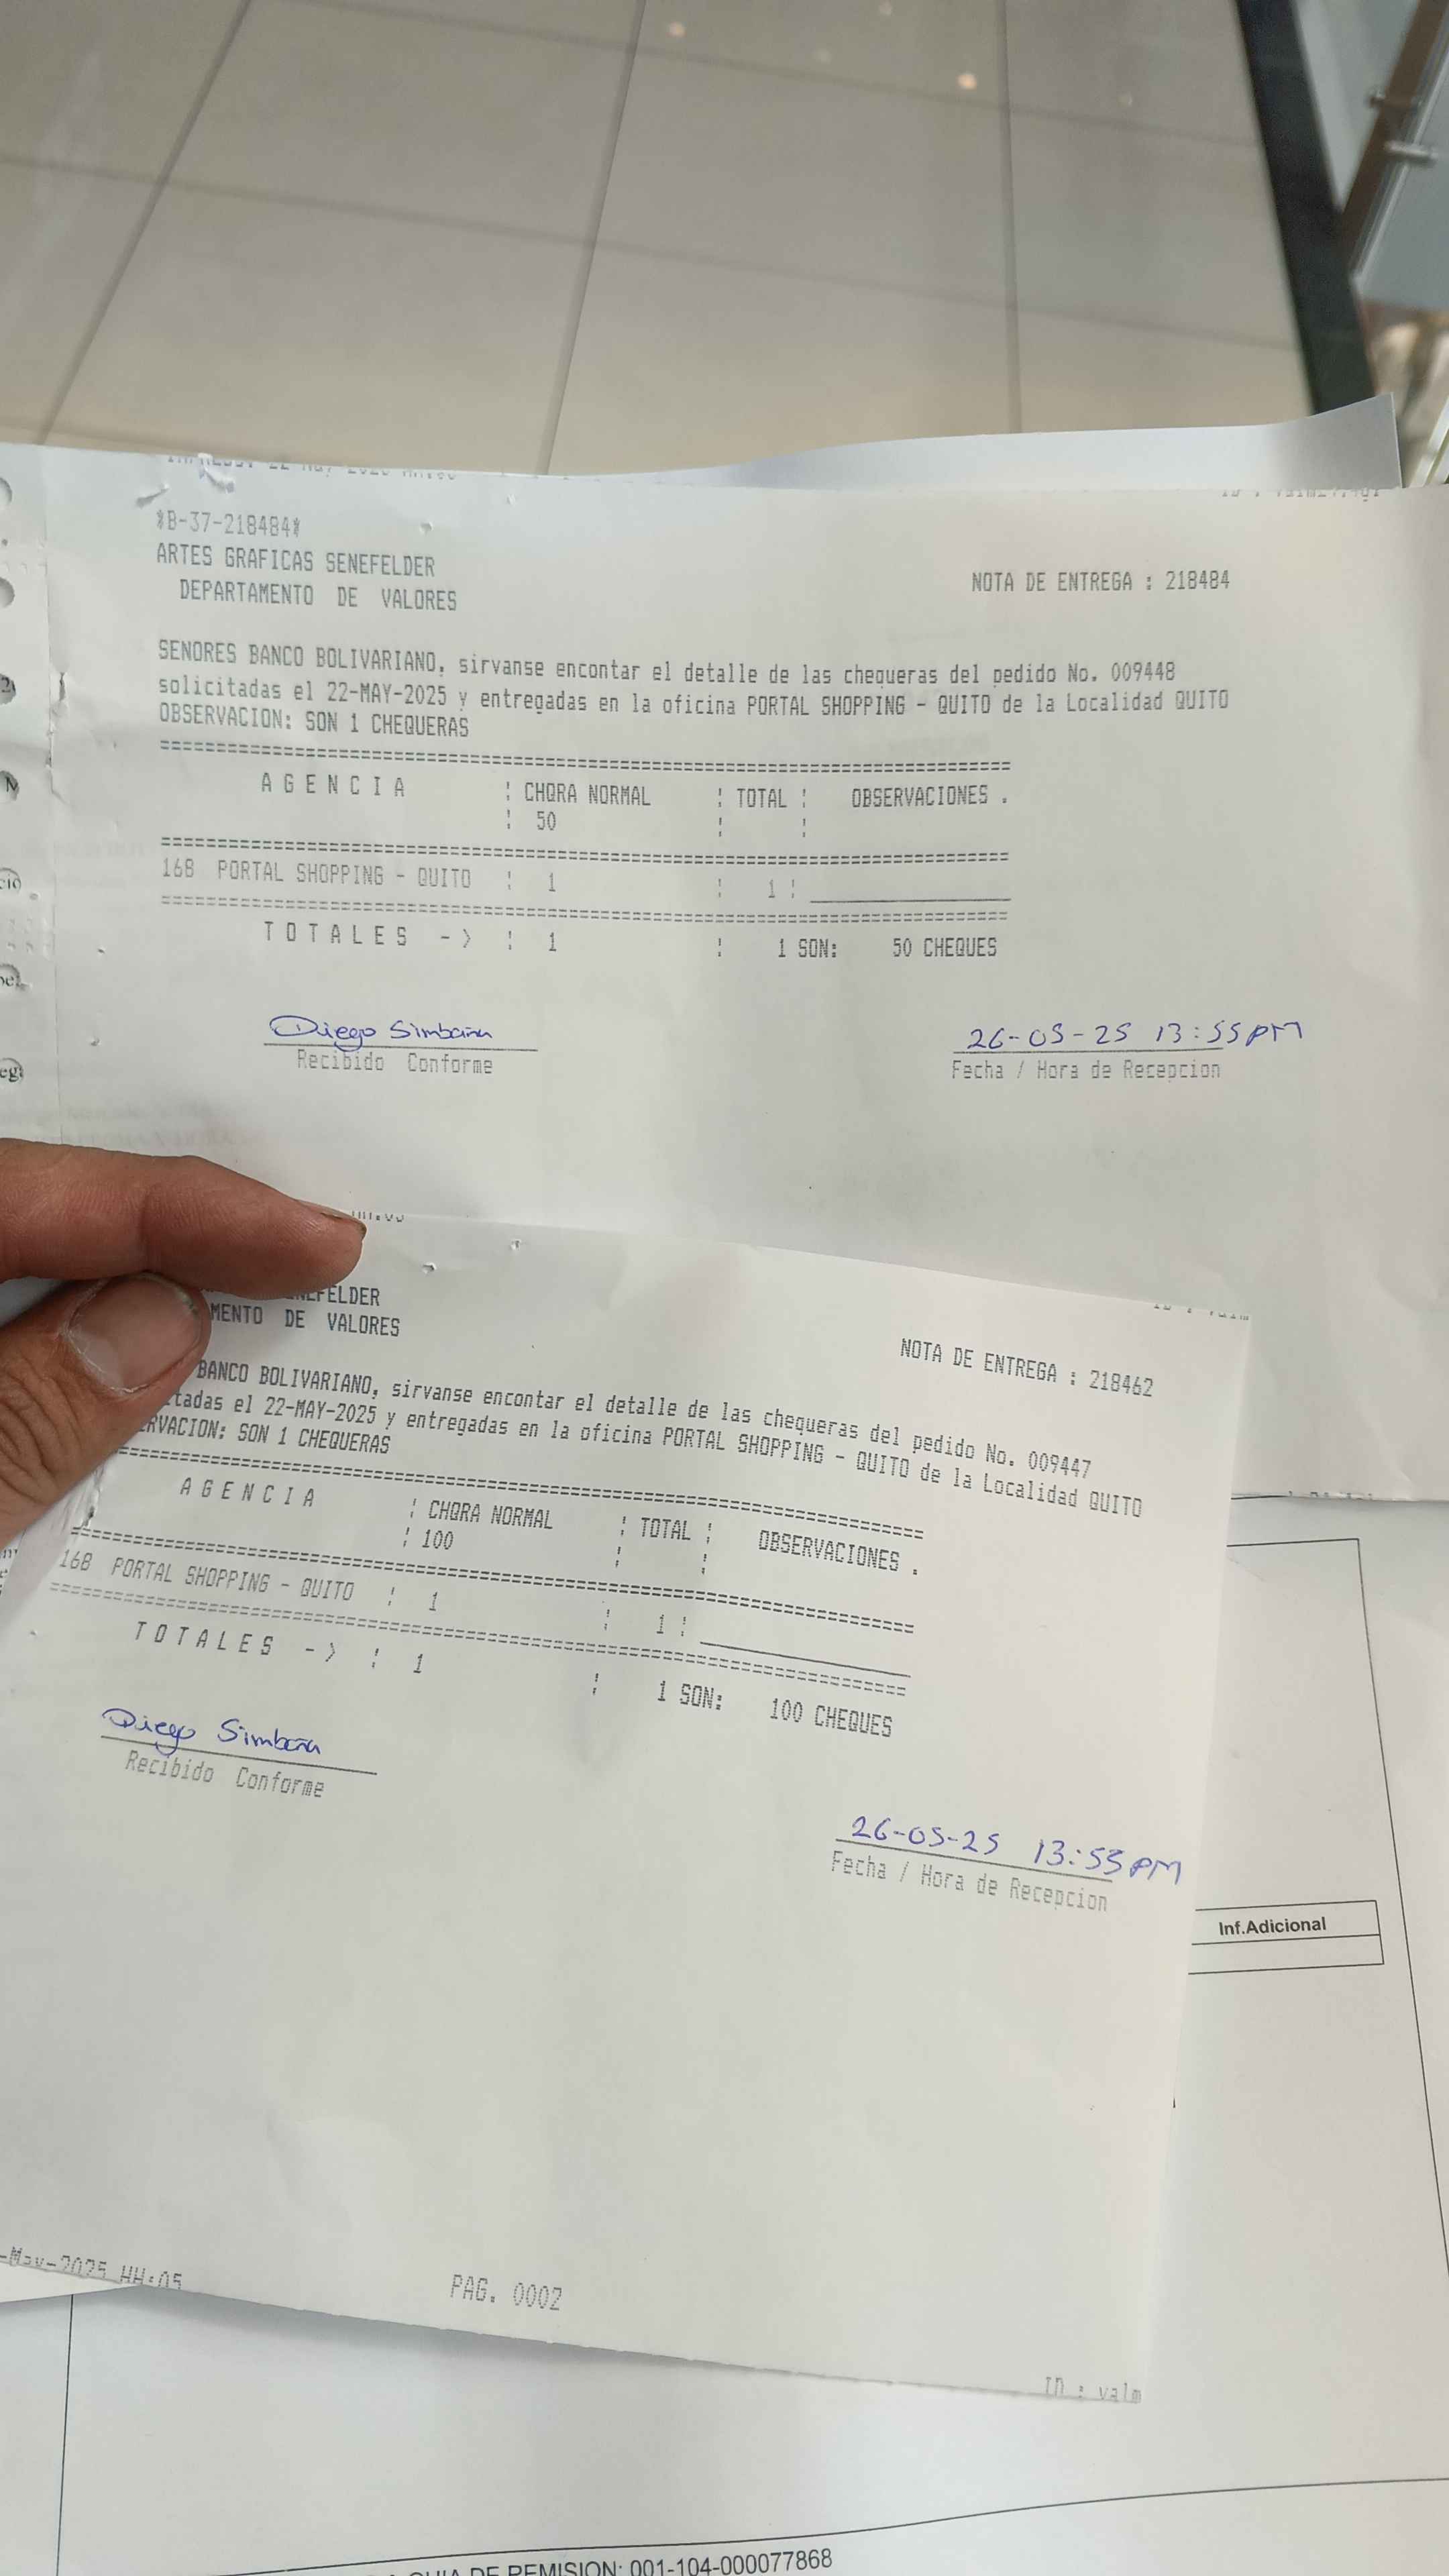 *B-37-218484*
ARTES GRAFICAS SENEFELDER
DEPARTAMENTO DE VALORES
NOTA DE ENTREGA : 218484
SENORES BANCO BOLIVARIANO, sirvanse encontar el detalle de las chequeras del pedido No. 009448
solicitadas el 22-MAY-2025 y entregadas en la oficina PORTAL SHOPPING - QUITO de la Localidad QUITO
OBSERVACION: SON 1 CHEQUERAS
A G E N C I A : CHQRA NORMAL : TOTAL : OBSERVACIONES .
: 50 : :
168 PORTAL SHOPPING - QUITO : 1 : 1 :
T O T A L E S - > : 1 : 1 SON: 50 CHEQUES
Diego Simbaña 26-05-25 13:55PM
Recibido Conforme Fecha / Hora de Recepcion
ENEFELDER
MENTO DE VALORES
NOTA DE ENTREGA : 218462
BANCO BOLIVARIANO, sirvanse encontar el detalle de las chequeras del pedido No. 009447
itadas el 22-MAY-2025 y entregadas en la oficina PORTAL SHOPPING - QUITO de la Localidad QUITO
RVACION: SON 1 CHEQUERAS
A G E N C I A : CHQRA NORMAL : TOTAL : OBSERVACIONES .
: 100 : :
168 PORTAL SHOPPING - QUITO : 1 : 1 :
T O T A L E S - > : 1 : 1 SON: 100 CHEQUES
Diego Simbaña
Recibido Conforme
26-05-25 13:55PM
Fecha / Hora de Recepcion
Inf.Adicional
-May-2025 HH:05
PAG. 0002
ID : valm
GUIA DE REMISION: 001-104-000077868